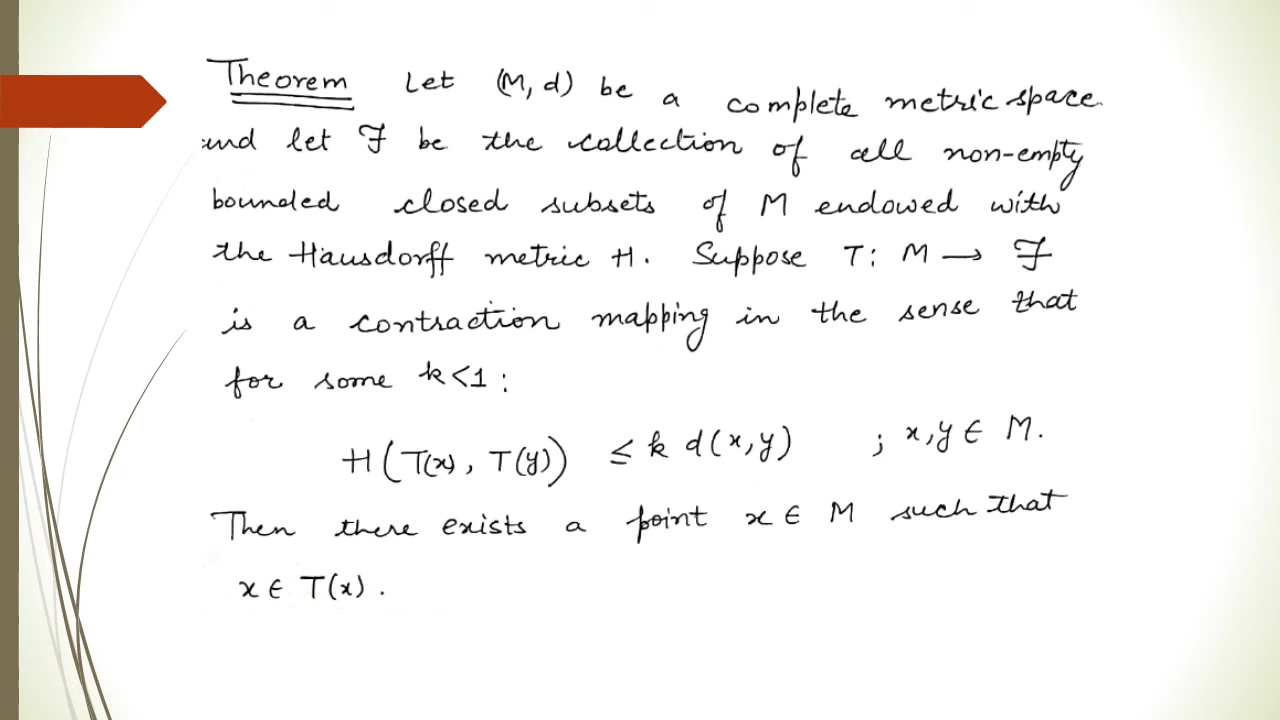 Theorem Let (M, d) be a complete metric space.
and let ℱ be the collection of all non-empty
bounded closed subsets of M endowed with
the Hausdorff metric H. Suppose T: M → ℱ
is a contraction mapping in the sense that
for some k<1:
H(T(x), T(y)) ≤ k d(x,y) ; x,y ∈ M.
Then there exists a point x ∈ M such that
x ∈ T(x).